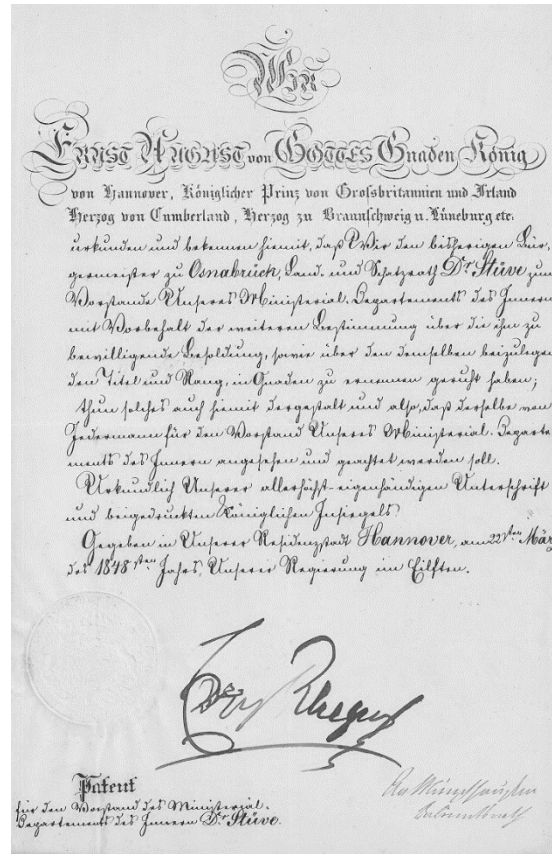 Wir
Ernst August von Gottes Gnaden König
von Hannover, Königlicher Prinz von Grossbritannien und Irland
Herzog von Cumberland, Herzog zu Braunschweig u. Lüneburg etc.
urkunden und bekennen hiemit, daß Wir den bisherigen Bür,
germeister zu Osnabrück, Land- und Schatzrath Dr. Stüve zum
Vorstande Unseres Ministerial-Departements des Innern
mit Vorbehalt der weiteren Bestimmung über die ihm zu
bewilligende Besoldung, sowie über den demselben beizulegen
den Titel und Rang, in Gnaden zu ernennen geruht haben;
thun solches auch hiemit dergestalt und also, daß derselbe von
Jedermann für den Vorstand Unseres Ministerial-Departe
ments des Innern angesehen und geachtet werden soll.
Urkundlich Unserer allerhöchst-eigenhändigen Unterschrift
und beigedruckten Königlichen Insiegels.
Gegeben in Unserer Residenzstadt Hannover, am 22sten März
des 1848sten Jahrs, Unserer Regierung im Eilften.
Ernst August
Patent
für den Vorstand des Ministerial-
Departements des Innern Dr. Stüve.